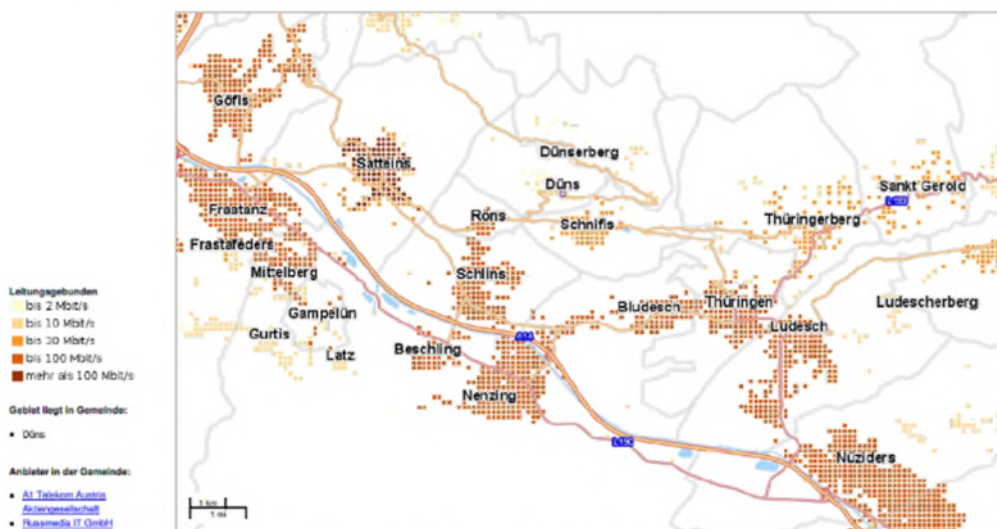 Göfis
Satteins
Dünserberg
Düns
Sankt Gerold
Röns
Schnifis
Thüringerberg
Frastanz
Frastafeders
Mittelberg
Schlins
Leitungsgebunden
bis 2 Mbit/s
bis 10 Mbit/s
bis 30 Mbit/s
bis 100 Mbit/s
mehr als 100 Mbit/s
Gampelün
Gurtis
Latz
Beschling
Bludesch
Thüringen
Ludesch
Ludescherberg
Nenzing
Nüziders
Gebiet liegt in Gemeinde:
• Düns
Anbieter in der Gemeinde:
• A1 Telekom Austria
Aktiengesellschaft
• Russmedia IT GmbH
1 km
1 mi